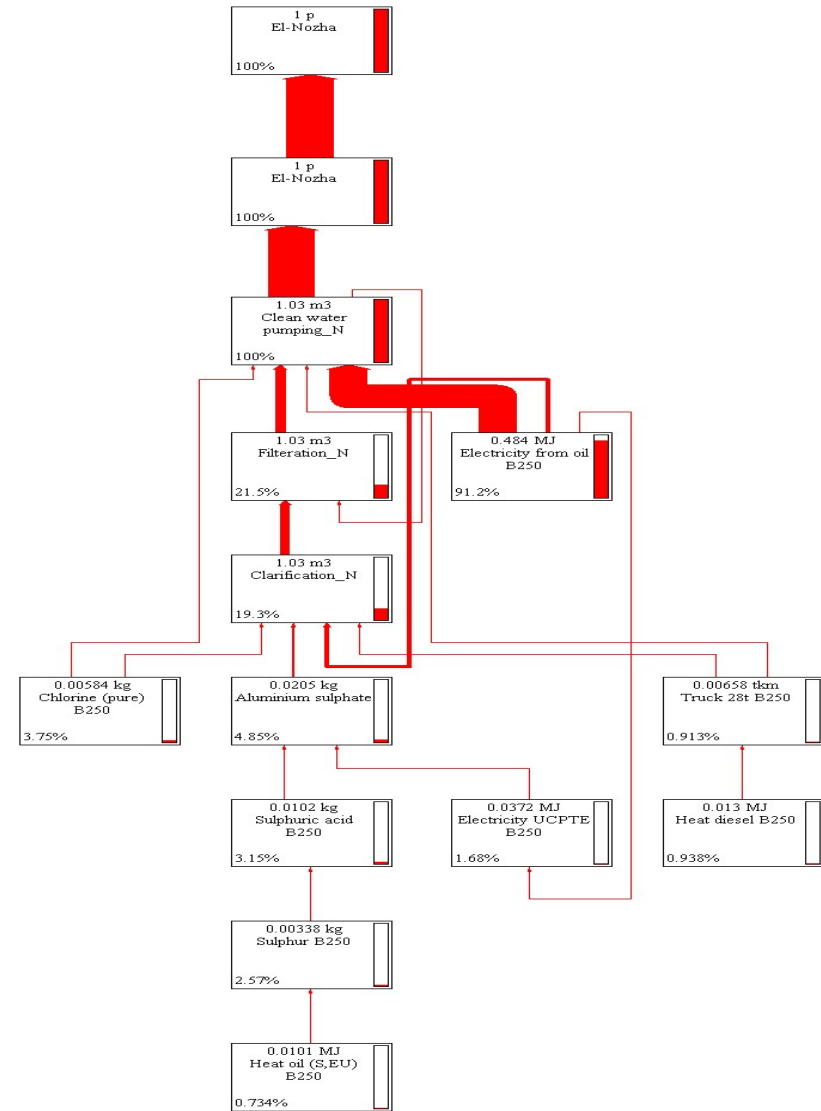 1 p
El-Nozha
100%
1 p
El-Nozha
100%
1.03 m3
Clean water
pumping_N
100%
1.03 m3
Filteration_N
21.5%
0.484 MJ
Electricity from oil
B250
91.2%
1.03 m3
Clarification_N
19.3%
0.00584 kg
Chlorine (pure)
B250
3.75%
0.0205 kg
Aluminium sulphate
4.85%
0.00658 tkm
Truck 28t B250
0.913%
0.0102 kg
Sulphuric acid
B250
3.15%
0.0372 MJ
Electricity UCPTE
B250
1.68%
0.013 MJ
Heat diesel B250
0.938%
0.00338 kg
Sulphur B250
2.57%
0.0101 MJ
Heat oil (S,EU)
B250
0.734%